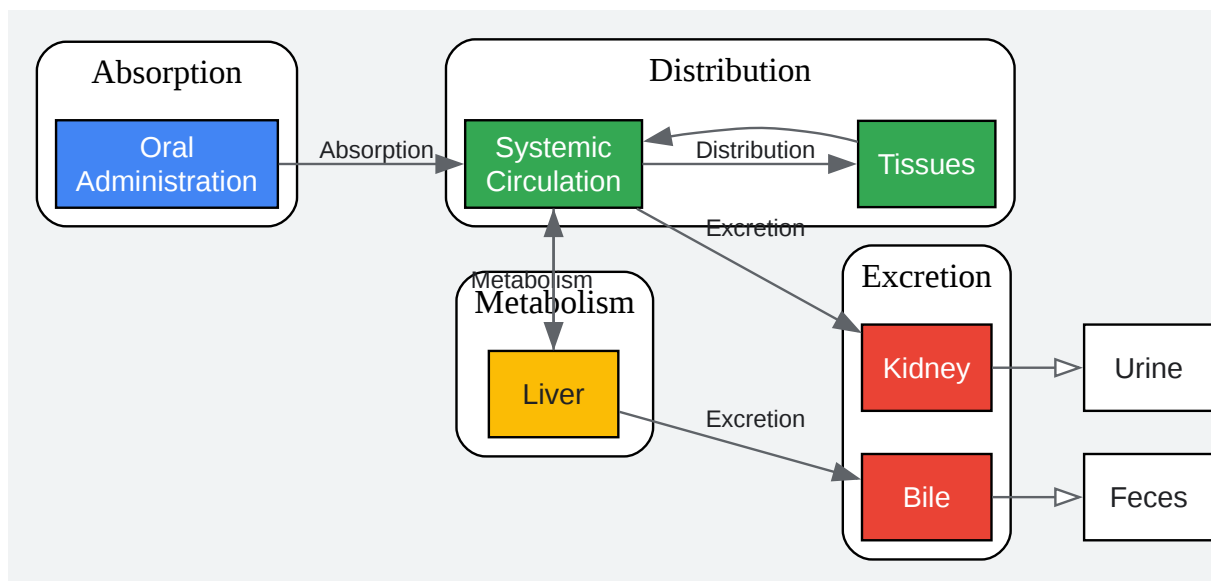 Absorption
Distribution
Oral
Administration
Absorption
Systemic
Circulation
Distribution
Tissues
Excretion
Metabolism
Metabolism
Excretion
Kidney
Urine
Liver
Excretion
Bile
Feces